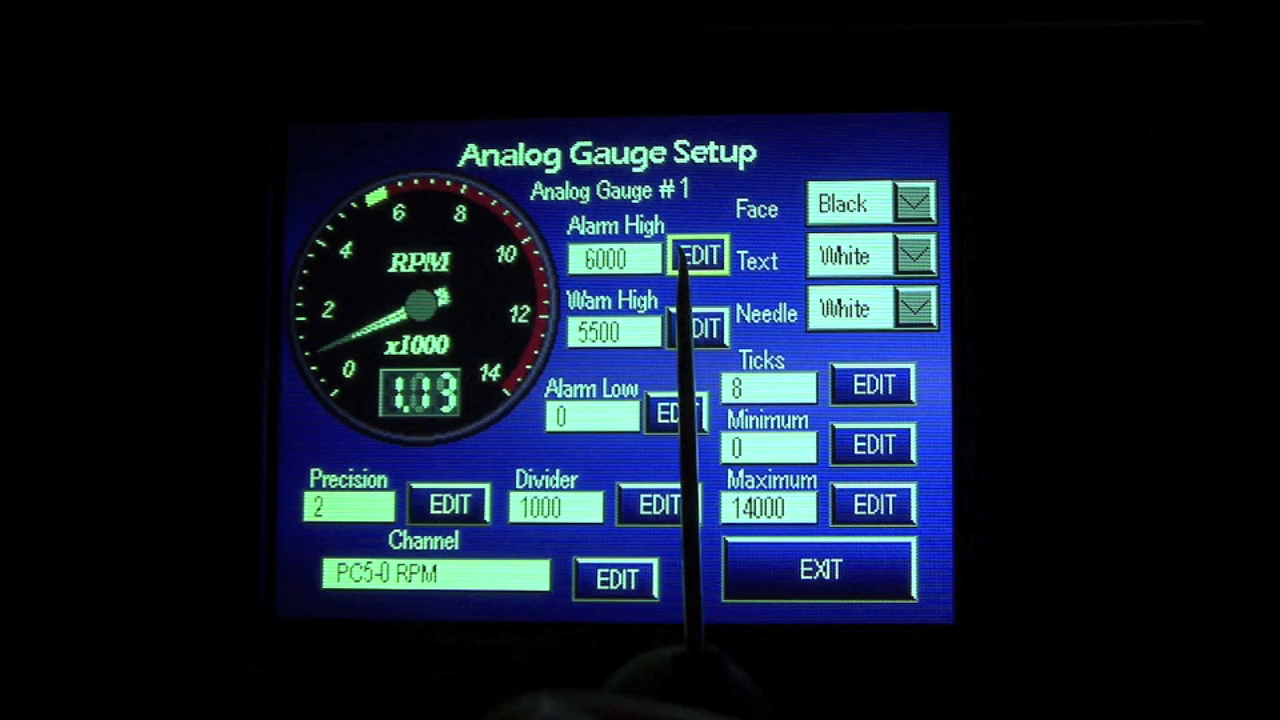 Analog Gauge Setup
Analog Gauge #1
RPM
x1000
0
2
4
6
8
10
12
14
1.03
Alarm High
6000
EDIT
Warn High
5500
EDIT
Alarm Low
0
EDIT
Face
Black
Text
White
Needle
White
Ticks
8
EDIT
Minimum
0
EDIT
Maximum
14000
EDIT
Precision
2
EDIT
Divider
1000
EDIT
Channel
PC5-0 RPM
EDIT
EXIT